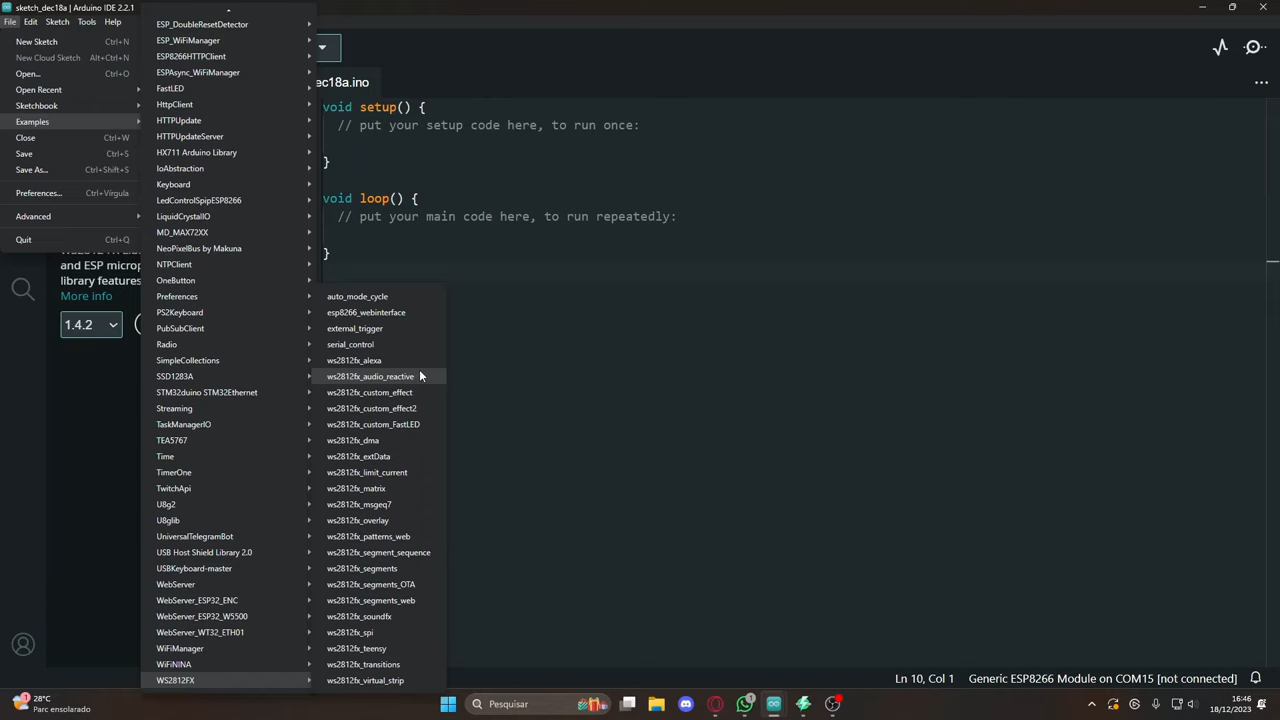 sketch_dec18a | Arduino IDE 2.2.1
File Edit Sketch Tools Help
New Sketch Ctrl+N
New Cloud Sketch Alt+Ctrl+N
Open... Ctrl+O
Open Recent
Sketchbook
Examples
Close Ctrl+W
Save Ctrl+S
Save As... Ctrl+Shift+S
Preferences... Ctrl+Vírgula
Advanced
Quit Ctrl+Q
ESP_DoubleResetDetector
ESP_WiFiManager
ESP8266HTTPClient
ESPAsync_WiFiManager
FastLED
HttpClient
HTTPUpdate
HTTPUpdateServer
HX711 Arduino Library
IoAbstraction
Keyboard
LedControlSpipESP8266
LiquidCrystalIO
MD_MAX72XX
NeoPixelBus by Makuna
NTPClient
OneButton
Preferences
PS2Keyboard
PubSubClient
Radio
SimpleCollections
SSD1283A
STM32duino STM32Ethernet
Streaming
TaskManagerIO
TEA5767
Time
TimerOne
TwitchApi
U8g2
U8glib
UniversalTelegramBot
USB Host Shield Library 2.0
USBKeyboard-master
WebServer
WebServer_ESP32_ENC
WebServer_ESP32_W5500
WebServer_WT32_ETH01
WiFiManager
WiFiNINA
WS2812FX
auto_mode_cycle
esp8266_webinterface
external_trigger
serial_control
ws2812fx_alexa
ws2812fx_audio_reactive
ws2812fx_custom_effect
ws2812fx_custom_effect2
ws2812fx_custom_FastLED
ws2812fx_dma
ws2812fx_extData
ws2812fx_limit_current
ws2812fx_matrix
ws2812fx_msgeq7
ws2812fx_overlay
ws2812fx_patterns_web
ws2812fx_segment_sequence
ws2812fx_segments
ws2812fx_segments_OTA
ws2812fx_segments_web
ws2812fx_soundfx
ws2812fx_spi
ws2812fx_teensy
ws2812fx_transitions
ws2812fx_virtual_strip
ec18a.ino
void setup() {
// put your setup code here, to run once:
}
void loop() {
// put your main code here, to run repeatedly:
}
and ESP microp
library features
More info
1.4.2
Ln 10, Col 1 Generic ESP8266 Module on COM15 [not connected]
28°C
Parc ensolarado
Pesquisar
16:46
18/12/2023